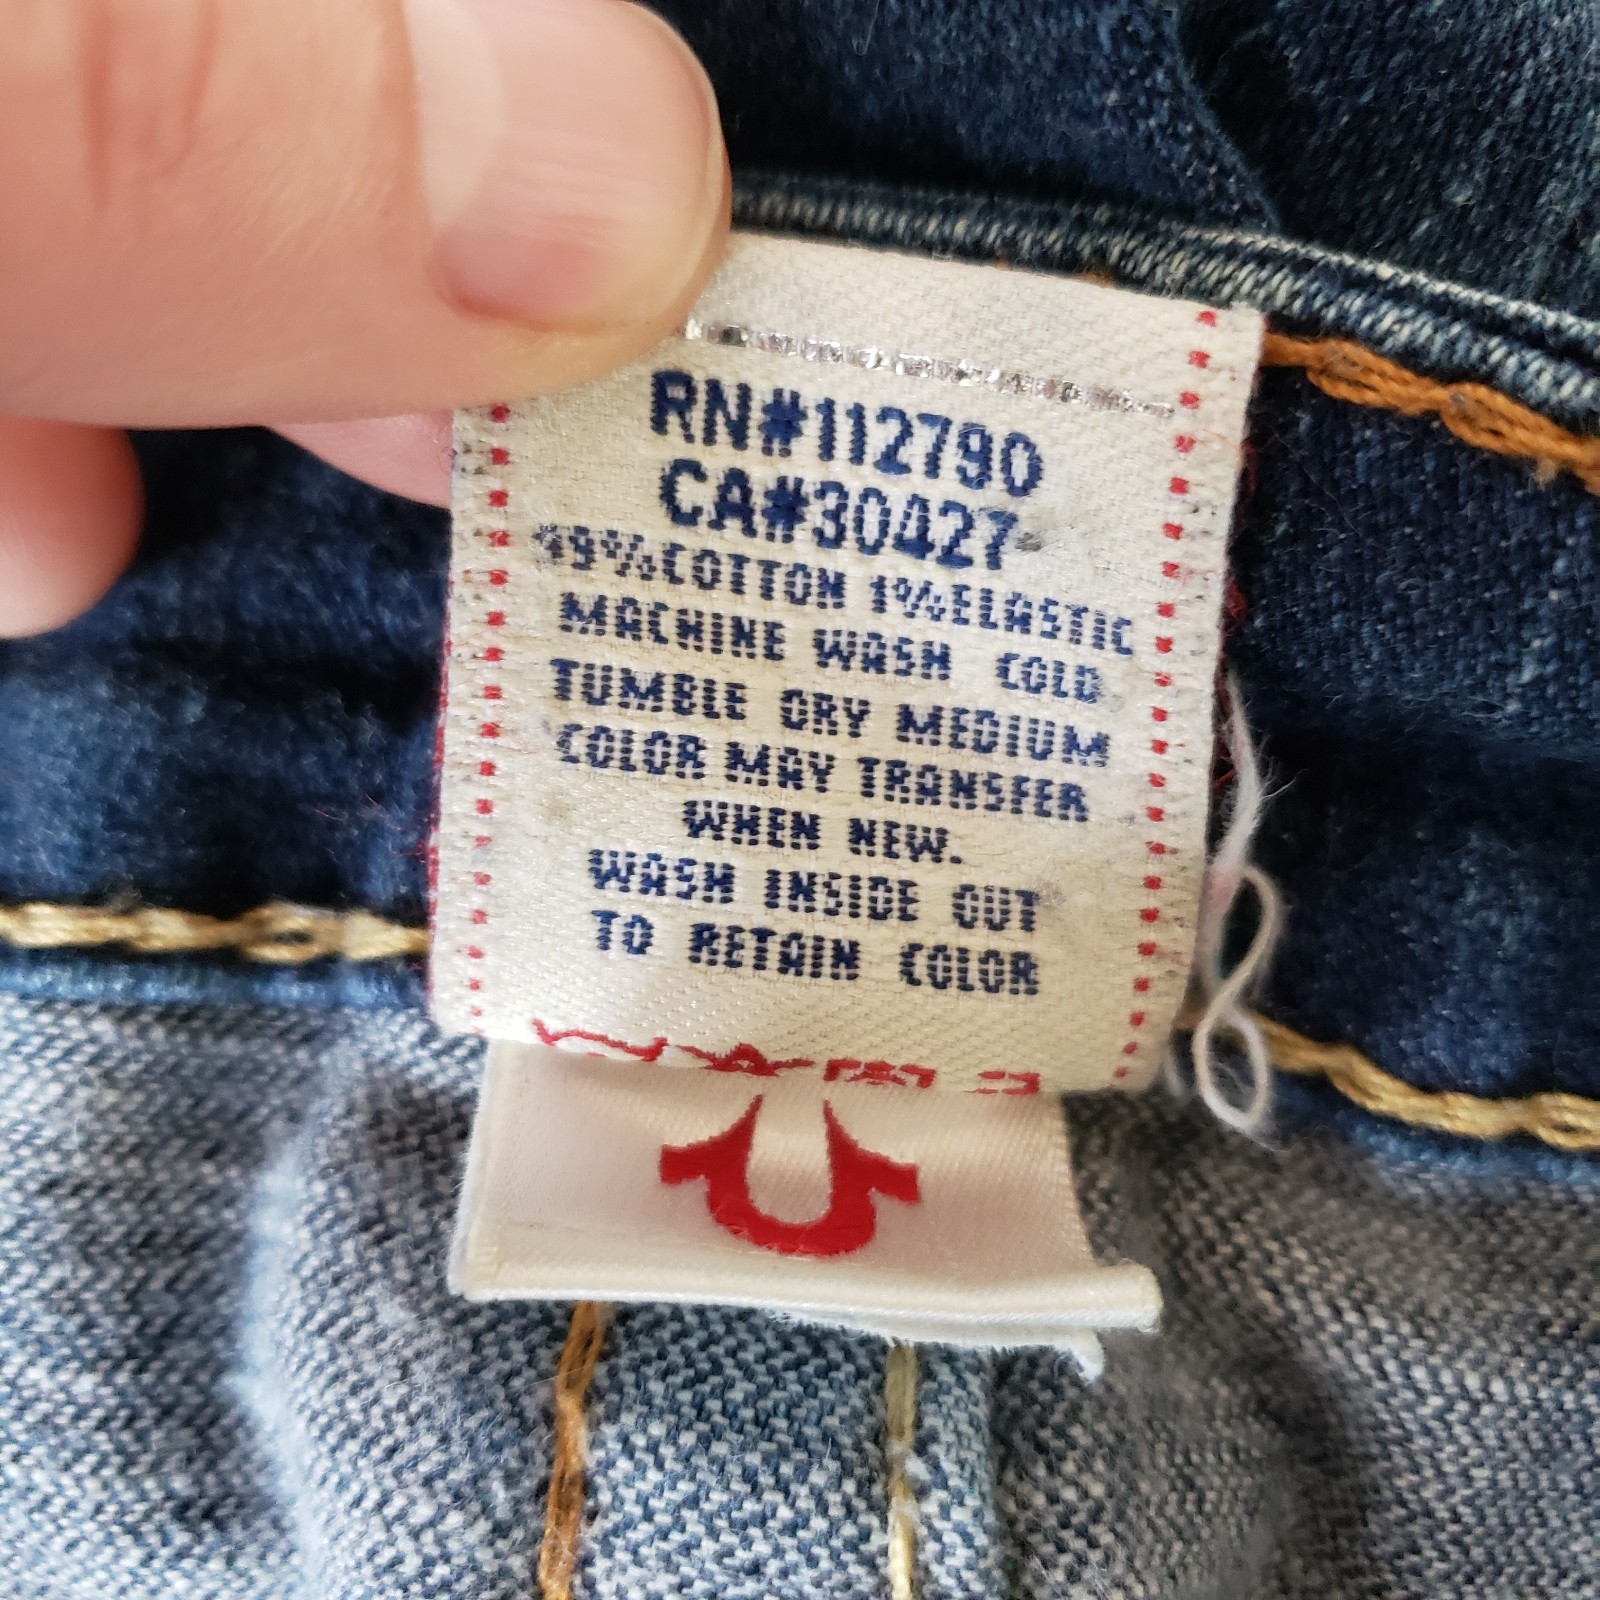 RN#112790
CA#30427
99%COTTON 1%ELASTIC
MACHINE WASH COLD
TUMBLE DRY MEDIUM
COLOR MAY TRANSFER
WHEN NEW.
WASH INSIDE OUT
TO RETAIN COLOR